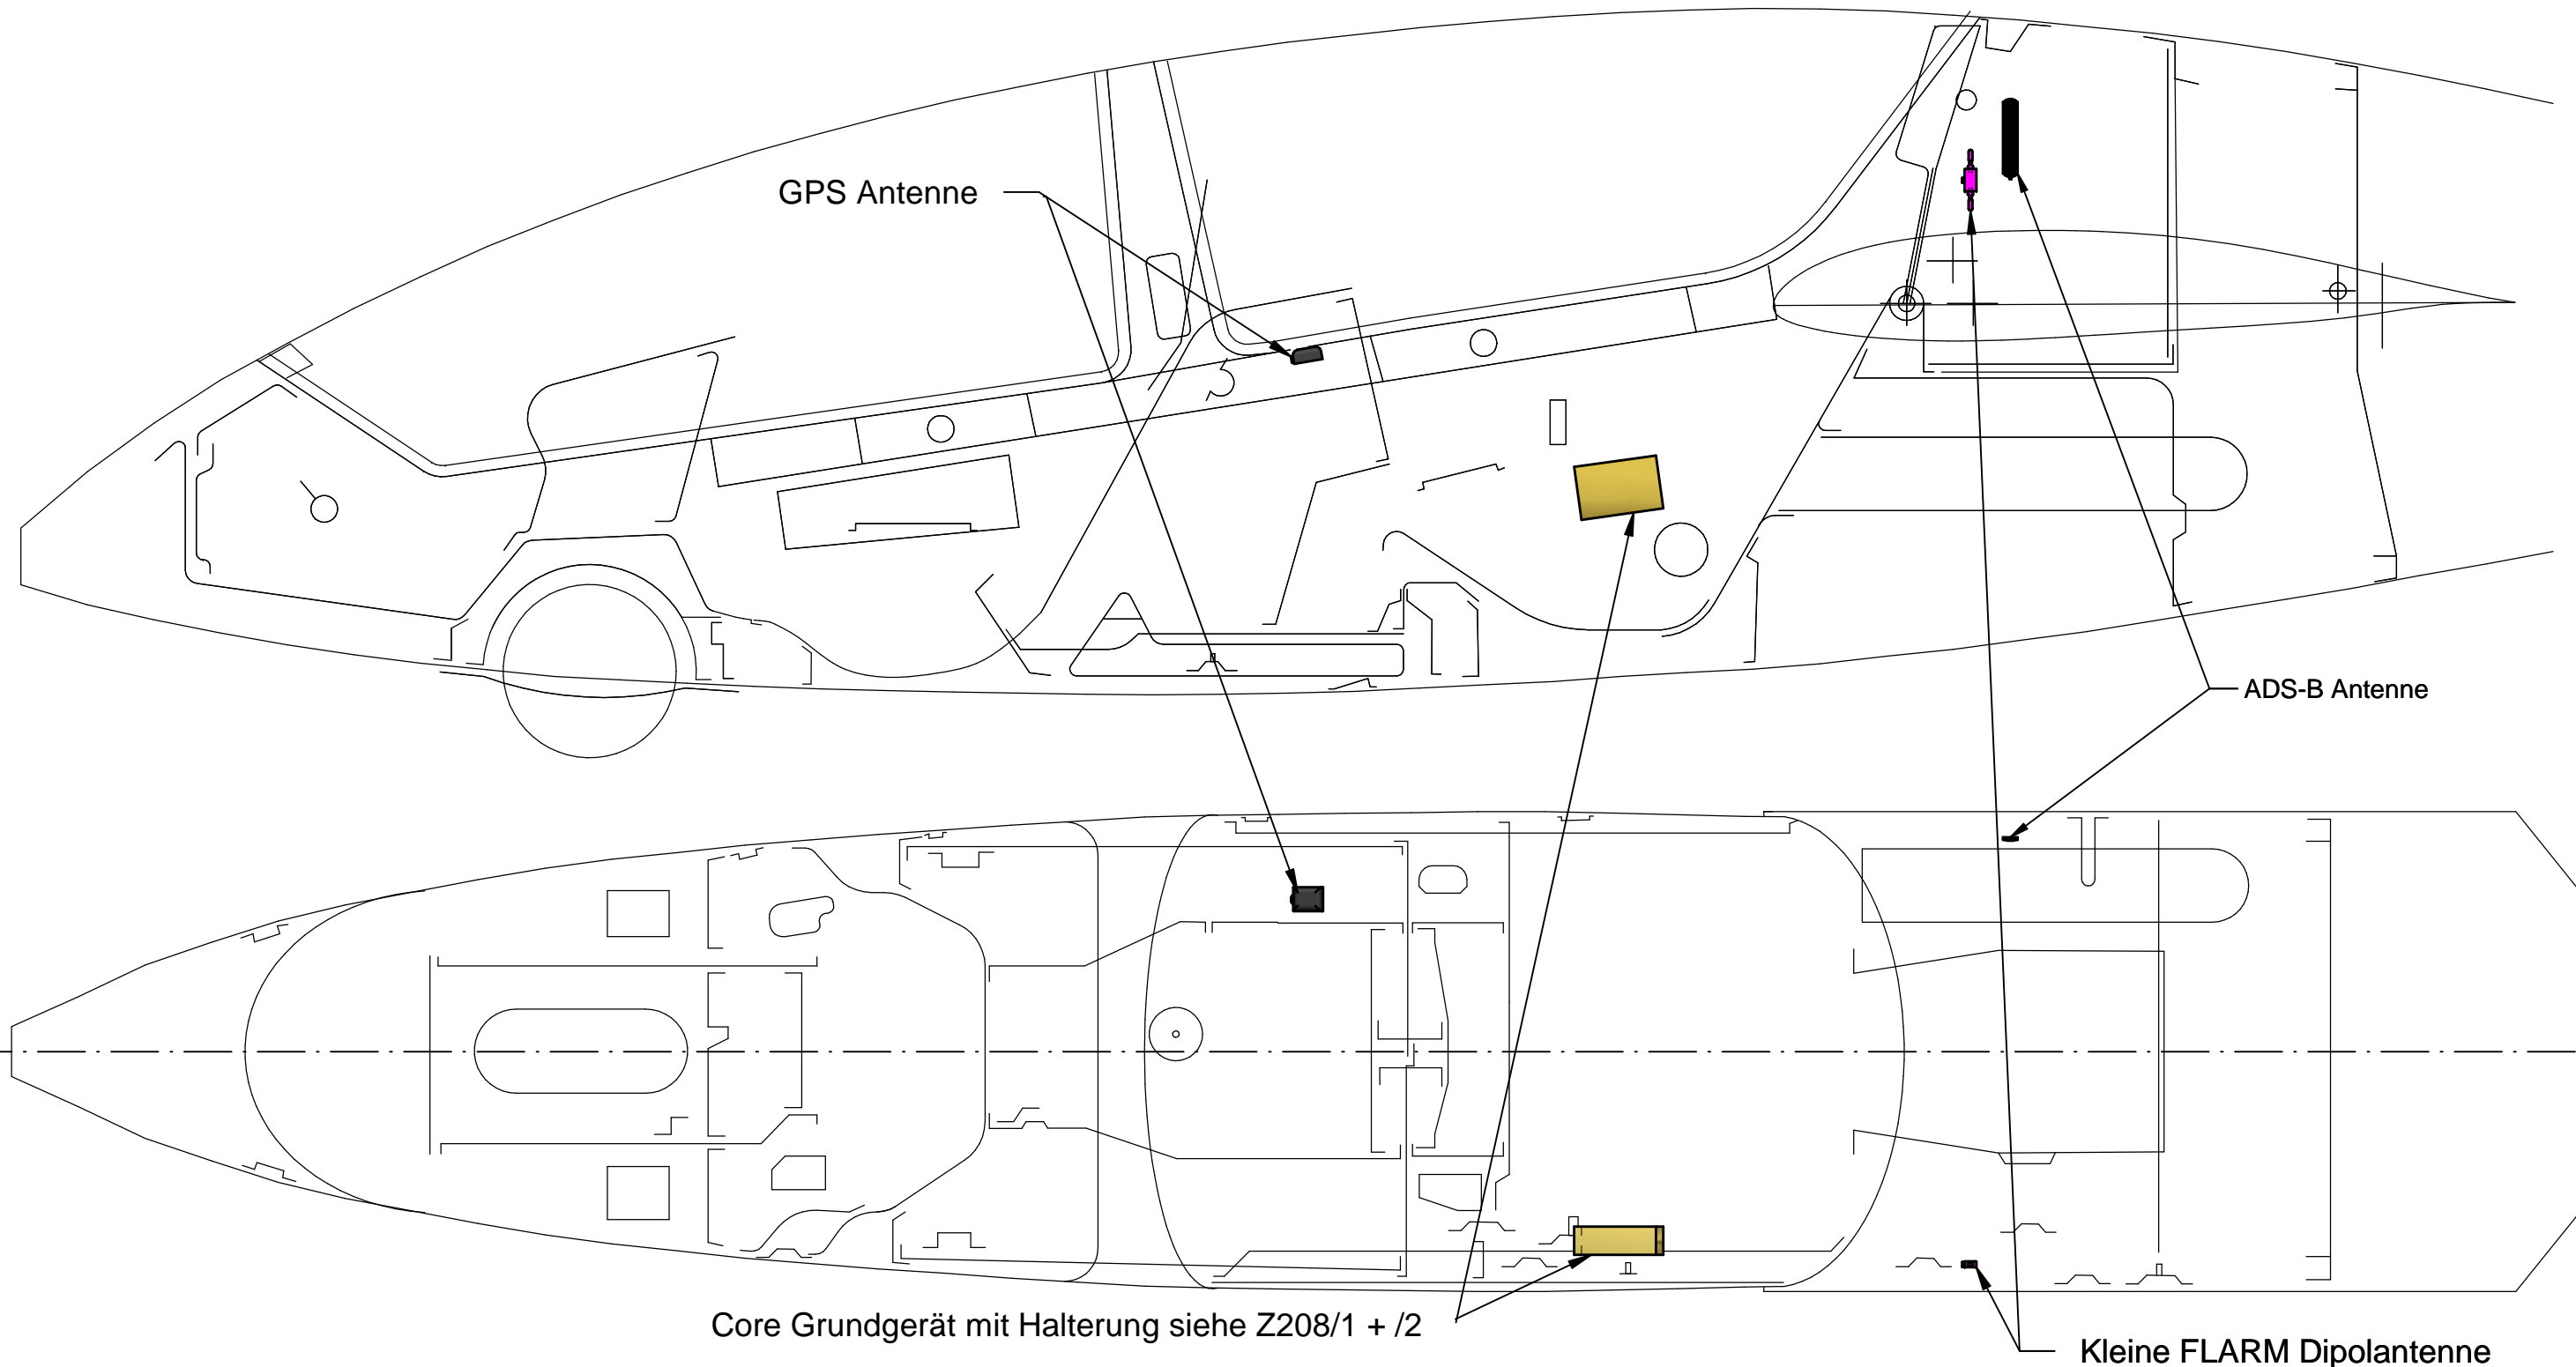 GPS Antenne
ADS-B Antenne
Core Grundgerät mit Halterung siehe Z208/1 + /2
Kleine FLARM Dipolantenne